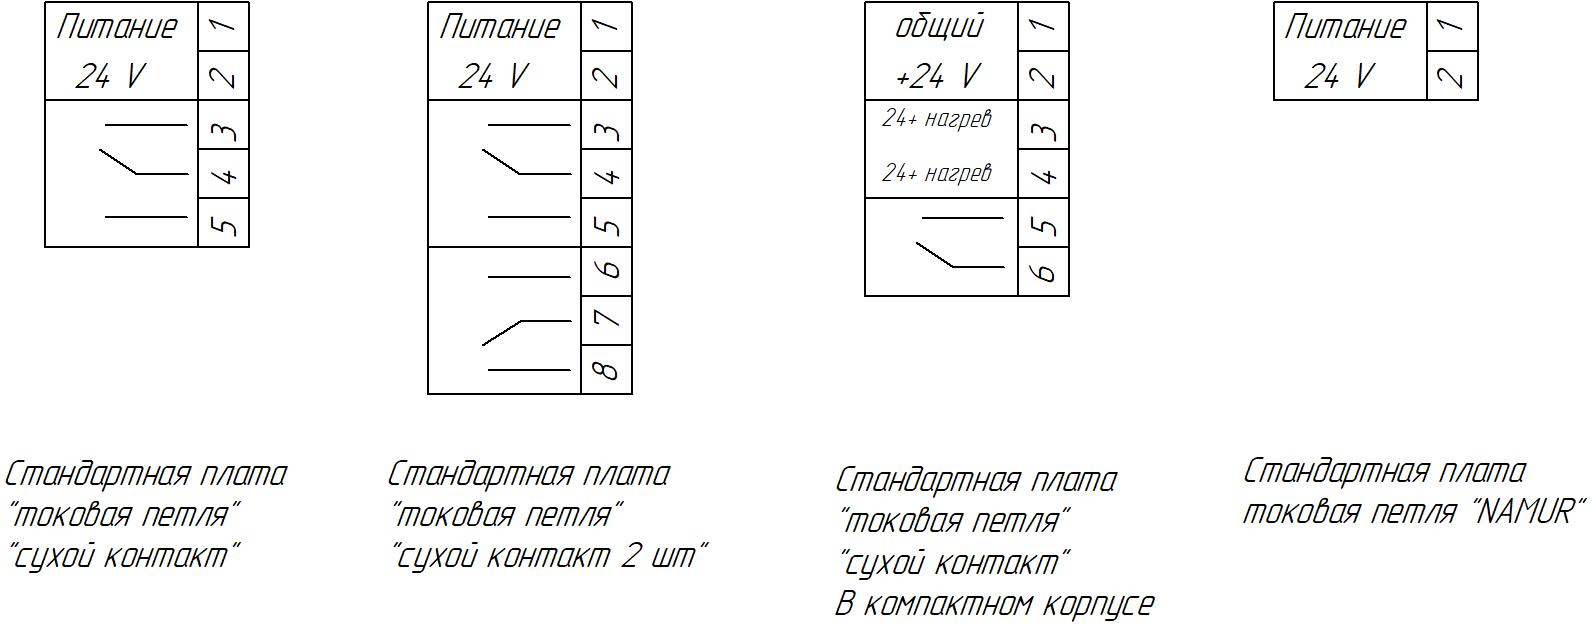 Питание
24 V
1
2
3
4
5
Стандартная плата
"токовая петля"
"сухой контакт"
Питание
24 V
1
2
3
4
5
6
7
8
Стандартная плата
"токовая петля"
"сухой контакт 2 шт"
общий
+24 V
24+ нагрев
24+ нагрев
1
2
3
4
5
6
Стандартная плата
"токовая петля"
"сухой контакт"
В компактном корпусе
Питание
24 V
1
2
Стандартная плата
токовая петля "NAMUR"